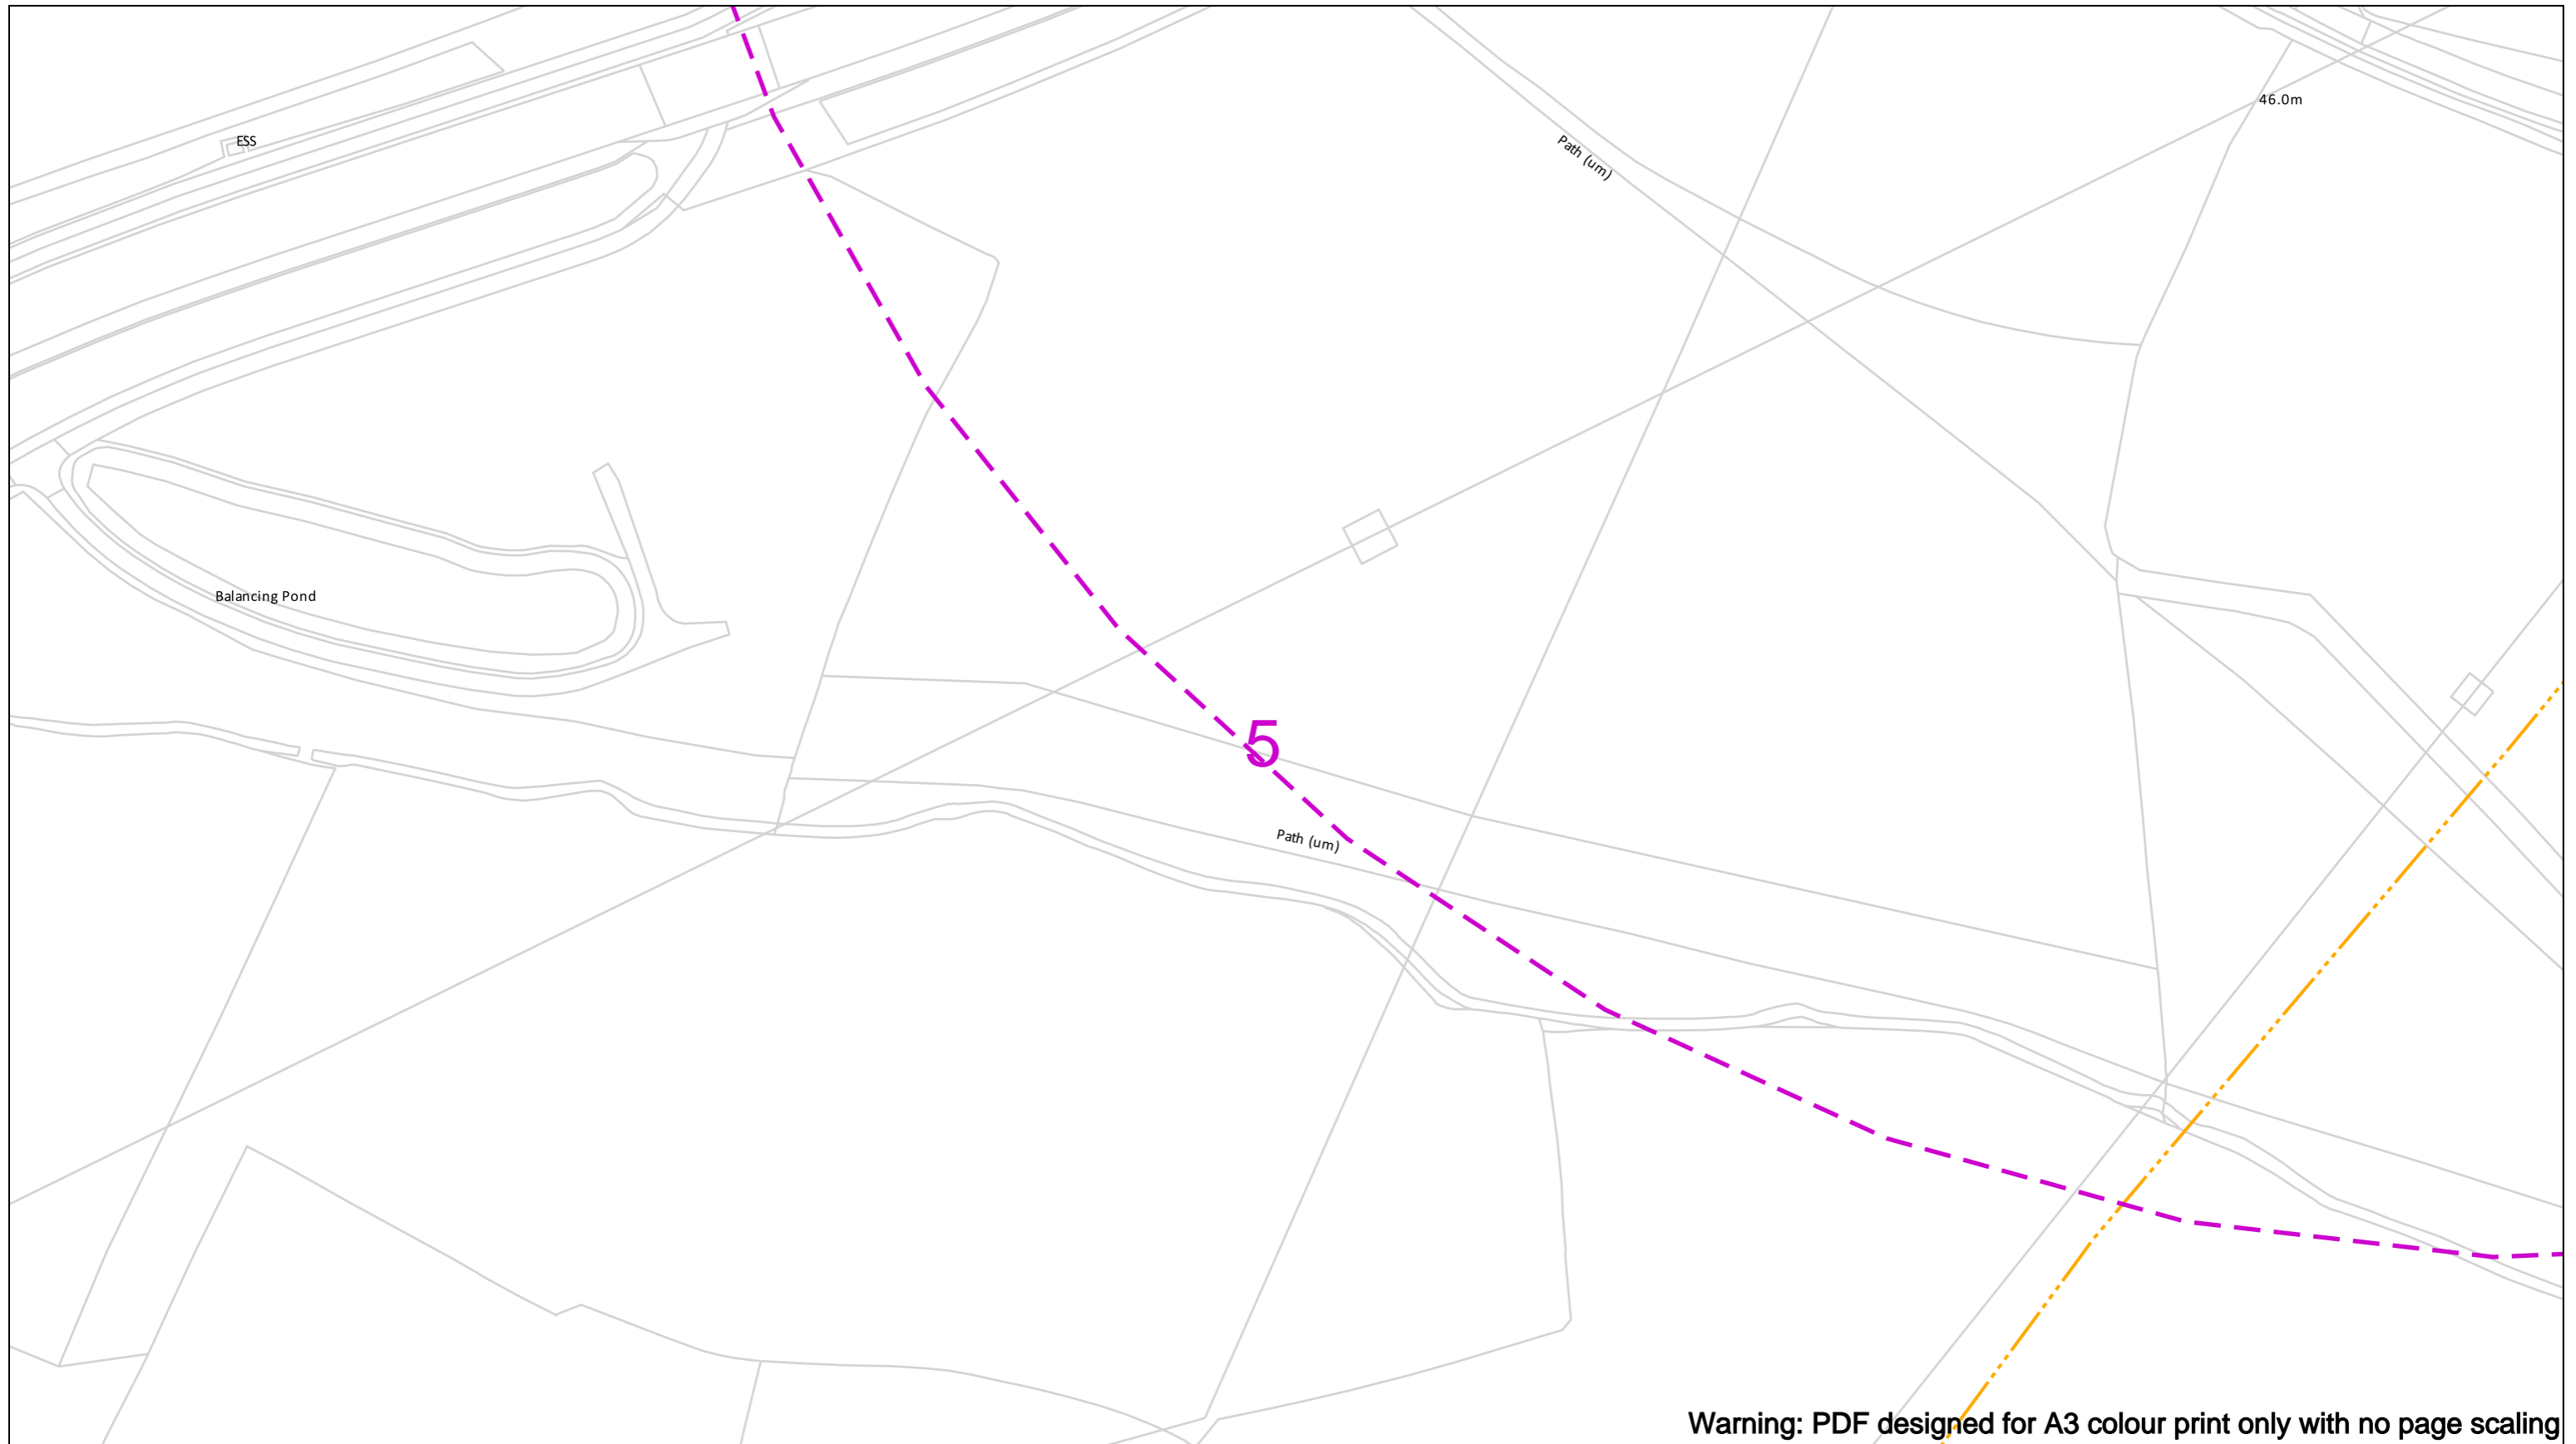 46.0m
ESS
Path (um)
Balancing Pond
5
Path (um)
Warning: PDF designed for A3 colour print only with no page scaling